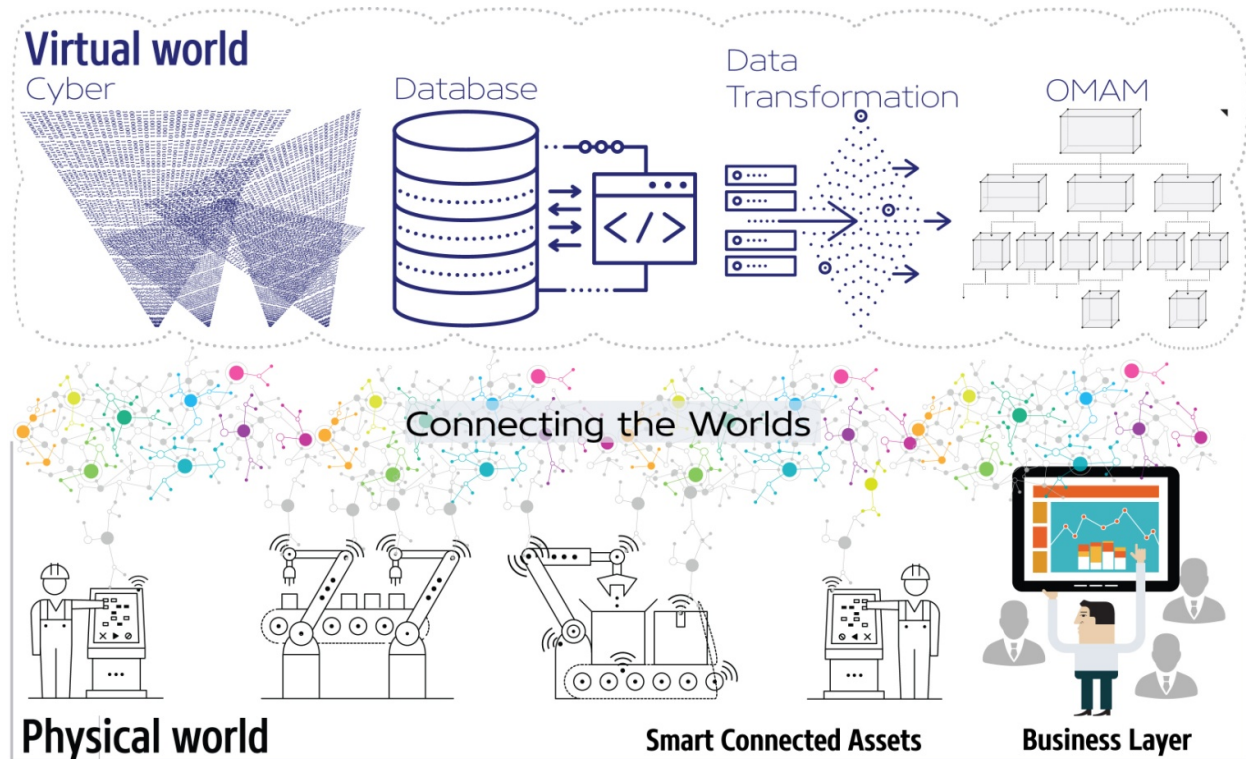 Virtual world
Cyber
Database
Data
Transformation
OMAM
</>
Connecting the Worlds
Physical world
Smart Connected Assets
Business Layer